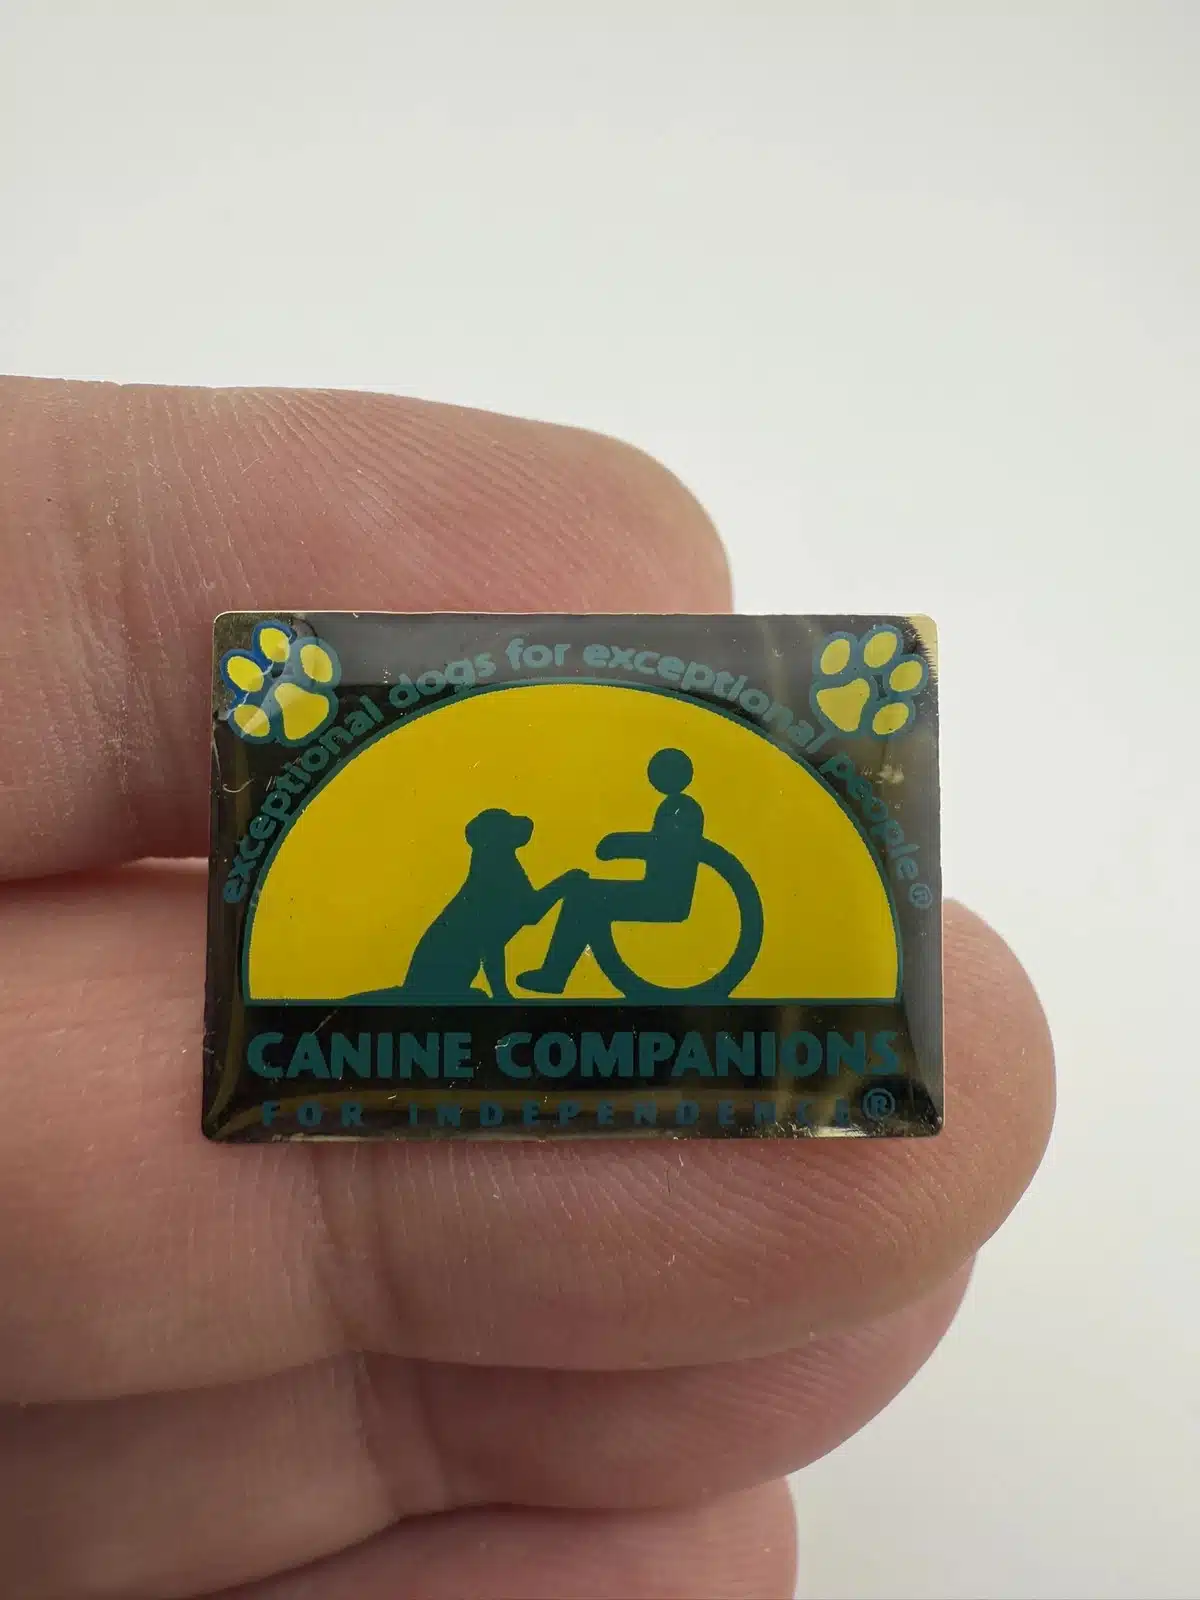 exceptional dogs for exceptional people®
CANINE COMPANIONS
FOR INDEPENDENCE®